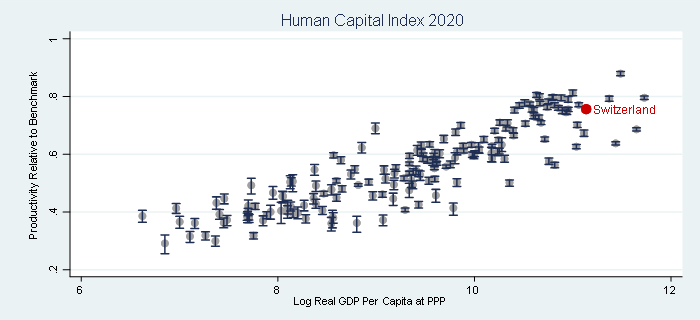 Human Capital Index 2020
Productivity Relative to Benchmark
1
.8
.6
.4
.2
Switzerland
6
8
10
12
Log Real GDP Per Capita at PPP